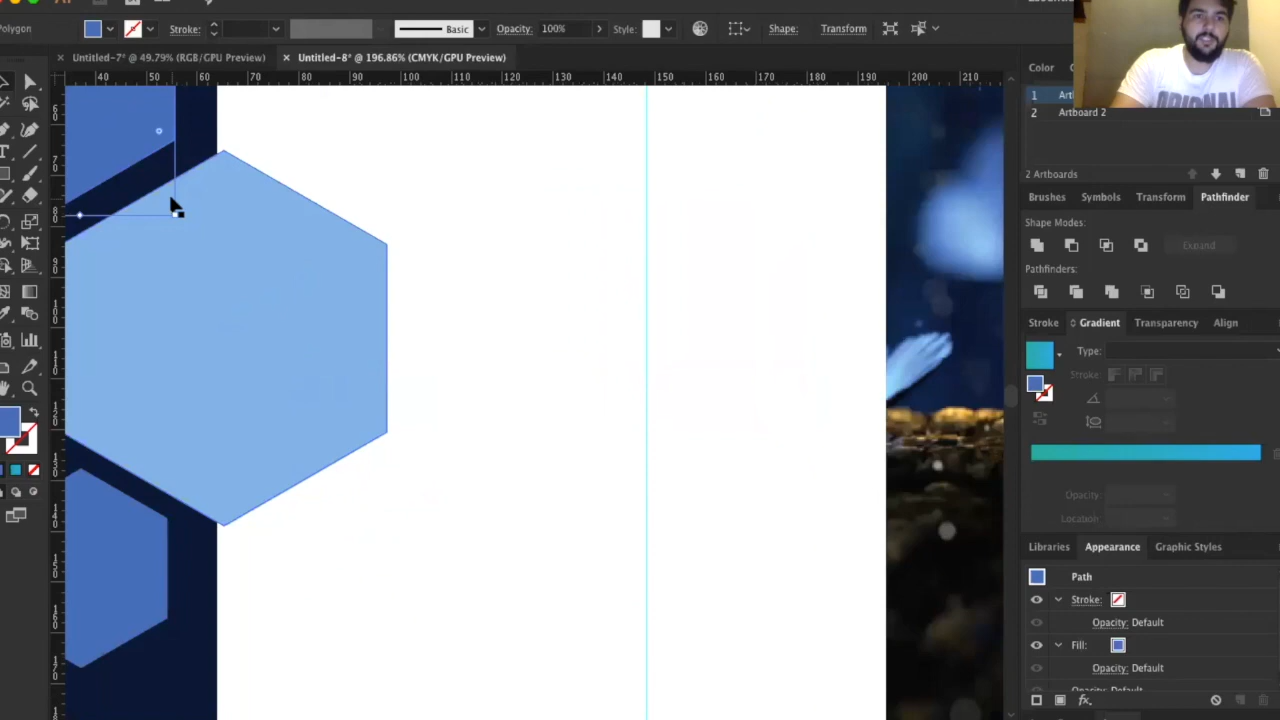 Polygon
Stroke:
Basic
Opacity:
100%
Style:
Shape:
Transform
Untitled-7* @ 49.79% (RGB/GPU Preview)
Untitled-8* @ 196.86% (CMYK/GPU Preview)
Color
40 50 60 70 80 90 100 110 120 130 140 150 160 170 180 190 200 210
1
2 Artboard 2
ORIGINAL
2 Artboards
Brushes Symbols Transform Pathfinder
Shape Modes:
Expand
Pathfinders:
Stroke Gradient Transparency Align
Type:
Stroke:
Opacity
Location
Libraries Appearance Graphic Styles
Path
Stroke:
Opacity: Default
Fill:
Opacity: Default
fx